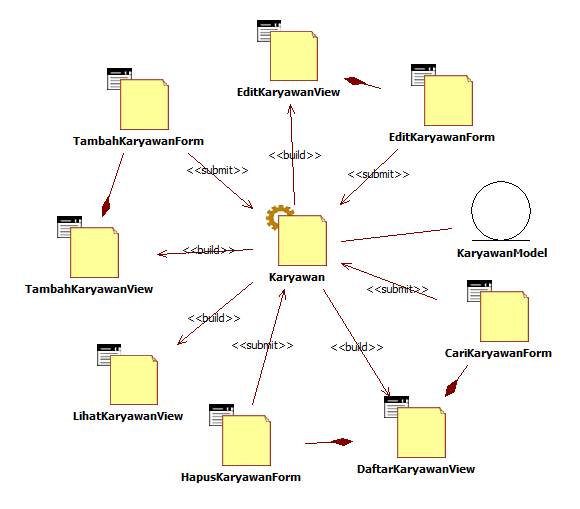 EditKaryawanView
TambahKaryawanForm
EditKaryawanForm
<<build>>
<<submit>>
<<submit>>
<<build>>
KaryawanModel
Karyawan
TambahKaryawanView
<<submit>>
<<build>>
<<submit>>
<<build>>
CariKaryawanForm
LihatKaryawanView
DaftarKaryawanView
HapusKaryawanForm